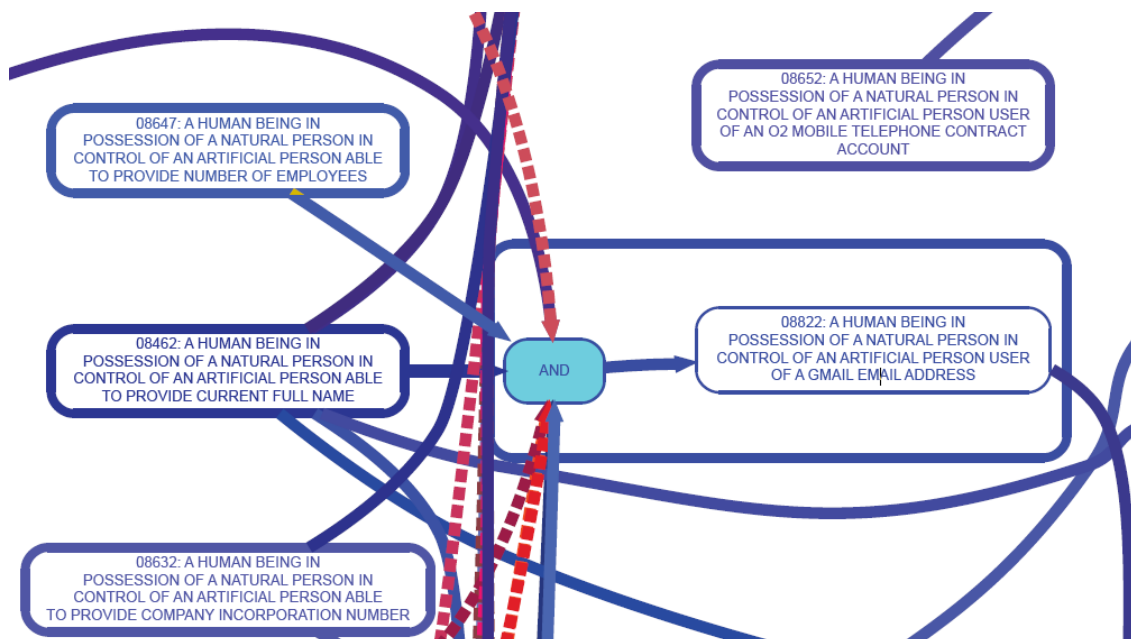 08652: A HUMAN BEING IN
POSSESSION OF A NATURAL PERSON IN
CONTROL OF AN ARTIFICIAL PERSON USER
OF AN O2 MOBILE TELEPHONE CONTRACT
ACCOUNT
08647: A HUMAN BEING IN
POSSESSION OF A NATURAL PERSON IN
CONTROL OF AN ARTIFICIAL PERSON ABLE
TO PROVIDE NUMBER OF EMPLOYEES
08462: A HUMAN BEING IN
POSSESSION OF A NATURAL PERSON IN
CONTROL OF AN ARTIFICIAL PERSON ABLE
TO PROVIDE CURRENT FULL NAME
AND
08822: A HUMAN BEING IN
POSSESSION OF A NATURAL PERSON IN
CONTROL OF AN ARTIFICIAL PERSON USER
OF A GMAIL EMAIL ADDRESS
08632: A HUMAN BEING IN
POSSESSION OF A NATURAL PERSON IN
CONTROL OF AN ARTIFICIAL PERSON ABLE
TO PROVIDE COMPANY INCORPORATION NUMBER